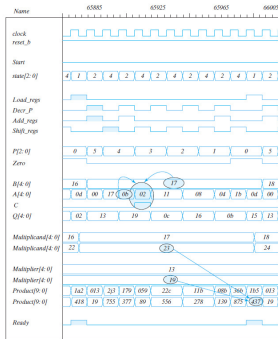 Name 65885 65925 65965 66005
clock
reset_b
Start
state[2: 0] 4 1 2 4 2 4 2 4 2 4 2 4 1 2
Load_regs
Decr_P
Add_regs
Shift_regs
P[2: 0] 0 5 4 3 2 1 0 5
Zero
B[4: 0] 16 17 18
A[4: 0] 0d 00 17 0b 02 11 08 04 1b 0d 00
C
Q[4: 0] 02 13 19 0c 16 0b 15 13
Multiplicand[4: 0] 16 17 18
Multiplicand[4: 0] 22 23 24
Multiplier[4: 0] 13
Multiplier[4: 0] 19
Product[9: 0] 1a2 013 2f3 179 059 22c 116 08b 36b 1b5 013
Product[9: 0] 418 19 755 377 89 556 278 139 875 437 19
Ready